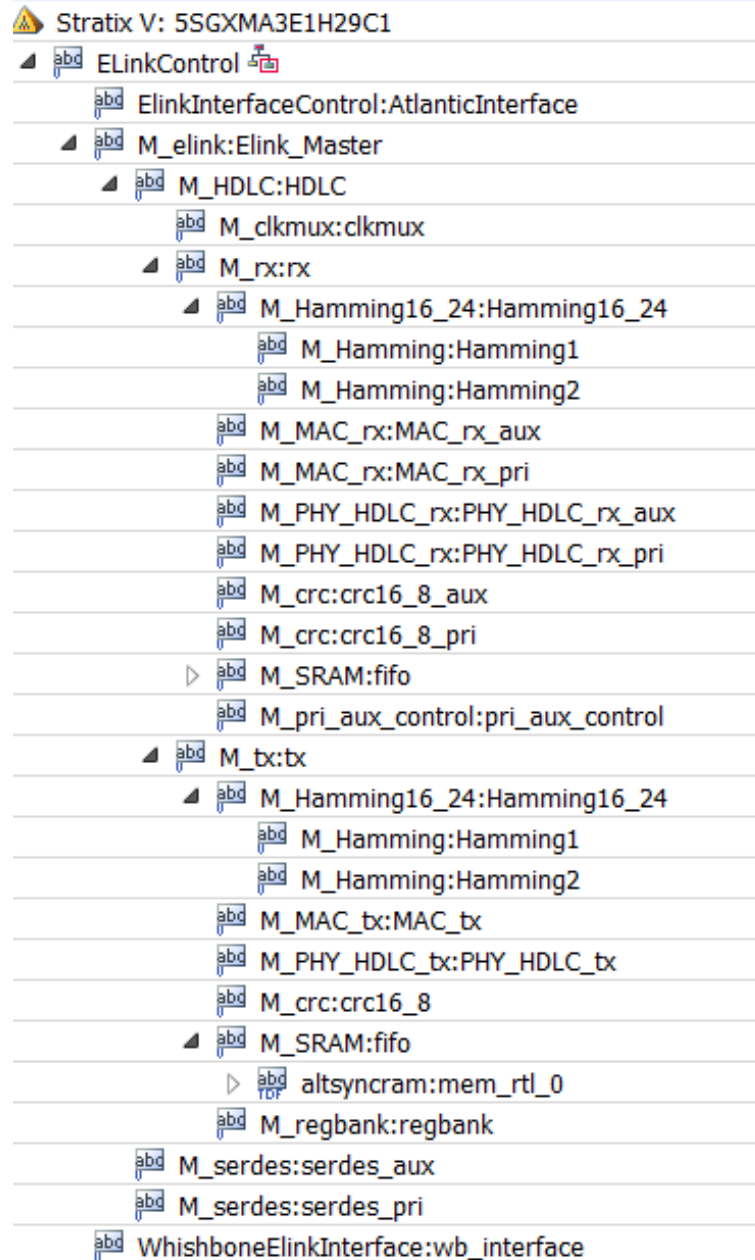 Stratix V: 5SGXMA3E1H29C1
ELinkControl
ElinkInterfaceControl:AtlanticInterface
M_elink:Elink_Master
M_HDLC:HDLC
M_clkmux:clkmux
M_rx:rx
M_Hamming16_24:Hamming16_24
M_Hamming:Hamming1
M_Hamming:Hamming2
M_MAC_rx:MAC_rx_aux
M_MAC_rx:MAC_rx_pri
M_PHY_HDLC_rx:PHY_HDLC_rx_aux
M_PHY_HDLC_rx:PHY_HDLC_rx_pri
M_crc:crc16_8_aux
M_crc:crc16_8_pri
M_SRAM:fifo
M_pri_aux_control:pri_aux_control
M_tx:tx
M_Hamming16_24:Hamming16_24
M_Hamming:Hamming1
M_Hamming:Hamming2
M_MAC_tx:MAC_tx
M_PHY_HDLC_tx:PHY_HDLC_tx
M_crc:crc16_8
M_SRAM:fifo
altsyncram:mem_rtl_0
M_regbank:regbank
M_serdes:serdes_aux
M_serdes:serdes_pri
WhishboneElinkInterface:wb_interface